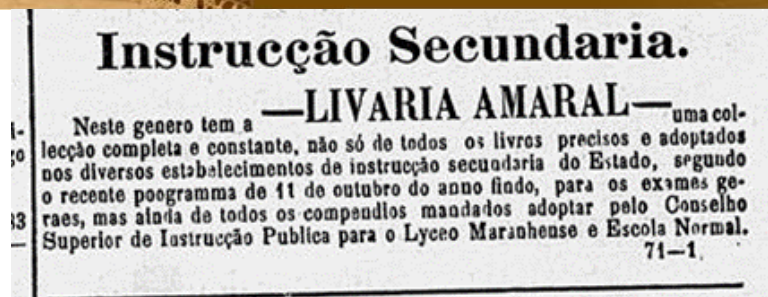 Instrucção Secundaria.
Neste genero tem a —LIVARIA AMARAL— uma col-
lecção completa e constante, não só de todos os livros precisos e adoptados
nos diversos estabelecimentos de instrucção secundaria do Estado, segundo
o recente poogramma de 11 de outubro do anno findo, para os exames ge-
raes, mas ainda de todos os compendios mandados adoptar pelo Conselho
Superior de Instrucção Publica para o Lyceo Maranhense e Escola Normal.
71—1.